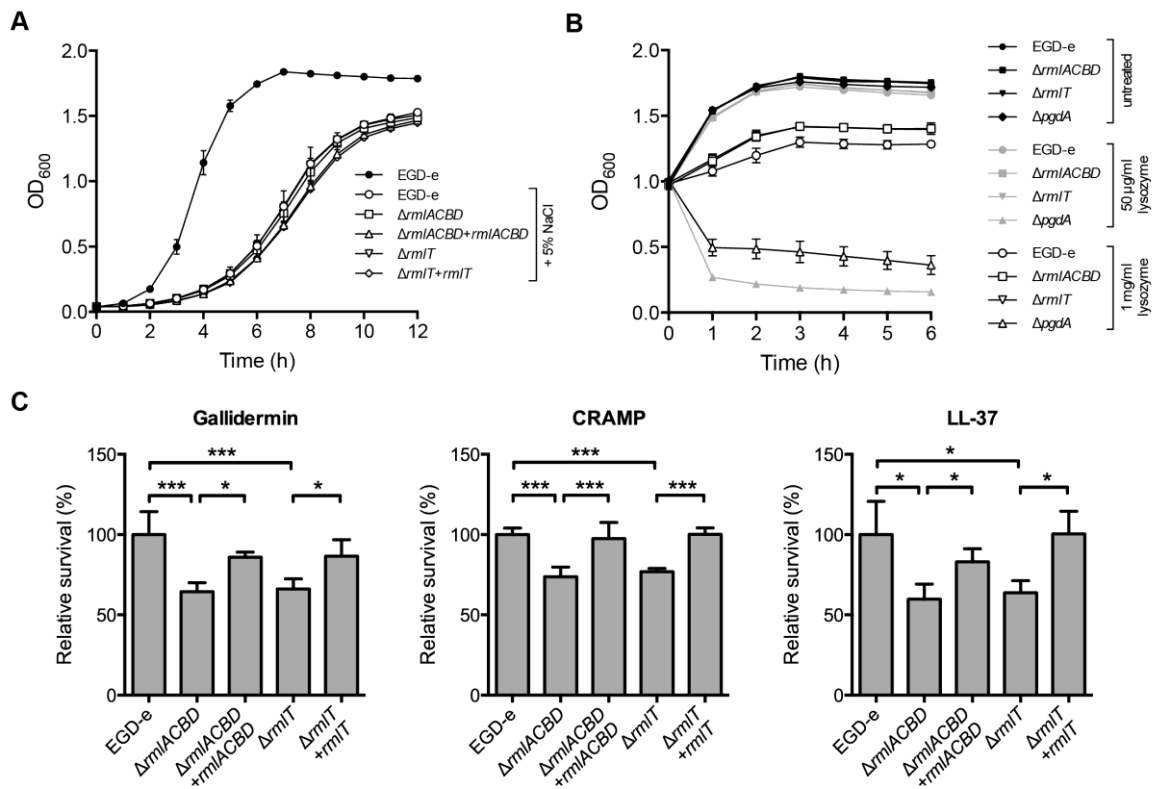 A
2.0
1.5
1.0
0.5
0.0
OD600
0 2 4 6 8 10 12
Time (h)
EGD-e
EGD-e
ΔrmlACBD
ΔrmlACBD+rmlACBD
ΔrmlT
ΔrmlT+rmlT
+ 5% NaCl
B
2.0
1.5
1.0
0.5
0.0
OD600
0 1 2 3 4 5 6
Time (h)
EGD-e
ΔrmlACBD
ΔrmlT
ΔpgdA
untreated
EGD-e
ΔrmlACBD
ΔrmlT
ΔpgdA
50 µg/ml
lysozyme
EGD-e
ΔrmlACBD
ΔrmlT
ΔpgdA
1 mg/ml
lysozyme
C
Gallidermin
150
100
50
0
Relative survival (%)
***
*** * *
EGD-e
ΔrmlACBD
ΔrmlACBD
+rmlACBD
ΔrmlT
ΔrmlT
+rmlT
CRAMP
150
100
50
0
Relative survival (%)
***
*** *** ***
EGD-e
ΔrmlACBD
ΔrmlACBD
+rmlACBD
ΔrmlT
ΔrmlT
+rmlT
LL-37
150
100
50
0
Relative survival (%)
*
* * *
EGD-e
ΔrmlACBD
ΔrmlACBD
+rmlACBD
ΔrmlT
ΔrmlT
+rmlT